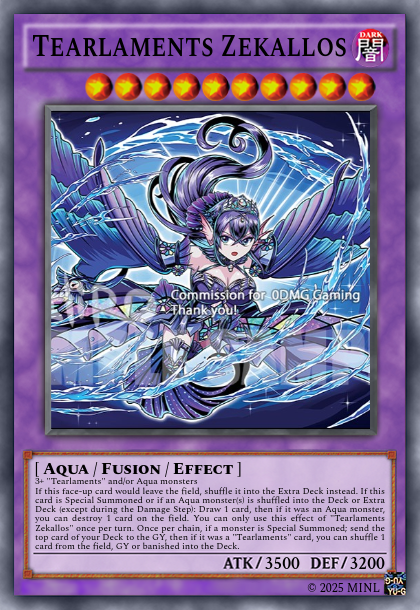 TEARLAMENTS ZEKALLOS
DARK
闇
Commission for 0DMG Gaming
Thank you!
[ AQUA / FUSION / EFFECT ]
3+ "Tearlaments" and/or Aqua monsters
If this face-up card would leave the field, shuffle it into the Extra Deck instead. If this
card is Special Summoned or if an Aqua monster(s) is shuffled into the Deck or Extra
Deck (except during the Damage Step): Draw 1 card, then if it was an Aqua monster,
you can destroy 1 card on the field. You can only use this effect of "Tearlaments
Zekallos" once per turn. Once per chain, if a monster is Special Summoned; send the
top card of your Deck to the GY, then if it was a "Tearlaments" card, you can shuffle 1
card from the field, GY or banished into the Deck.
ATK / 3500 DEF / 3200
© 2025 MINL